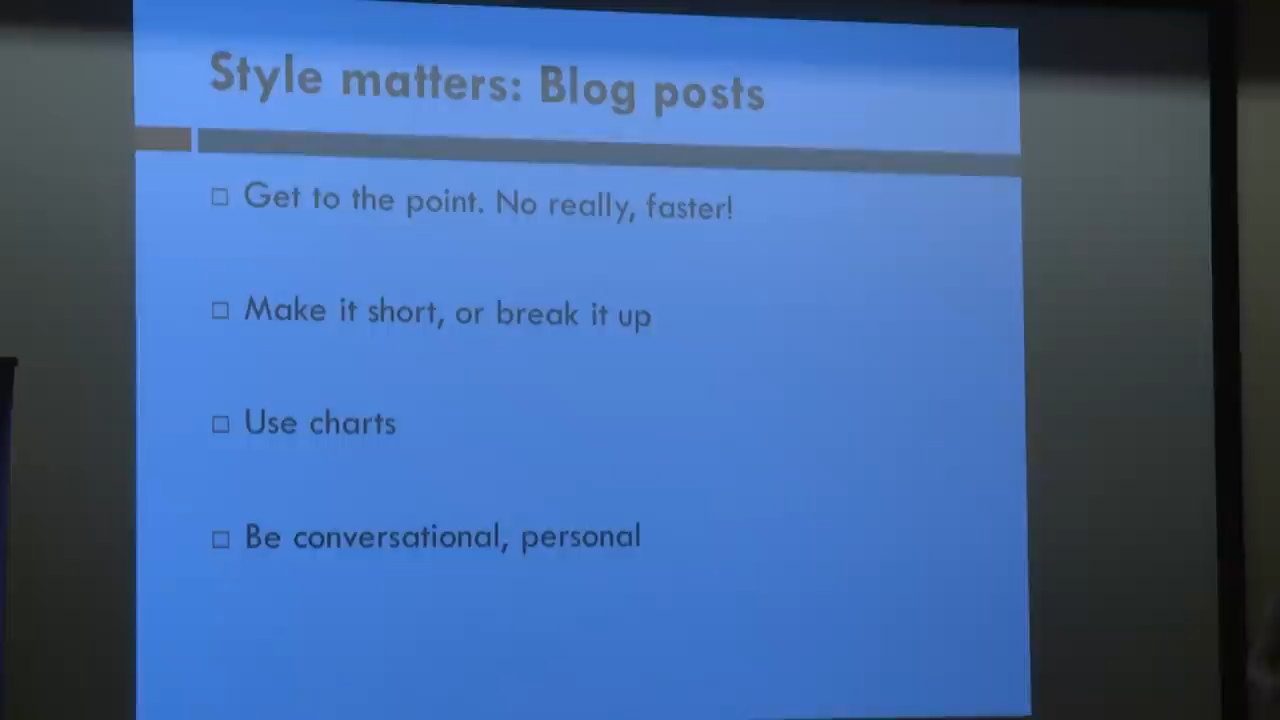 Style matters: Blog posts
Get to the point. No really, faster!
Make it short, or break it up
Use charts
Be conversational, personal